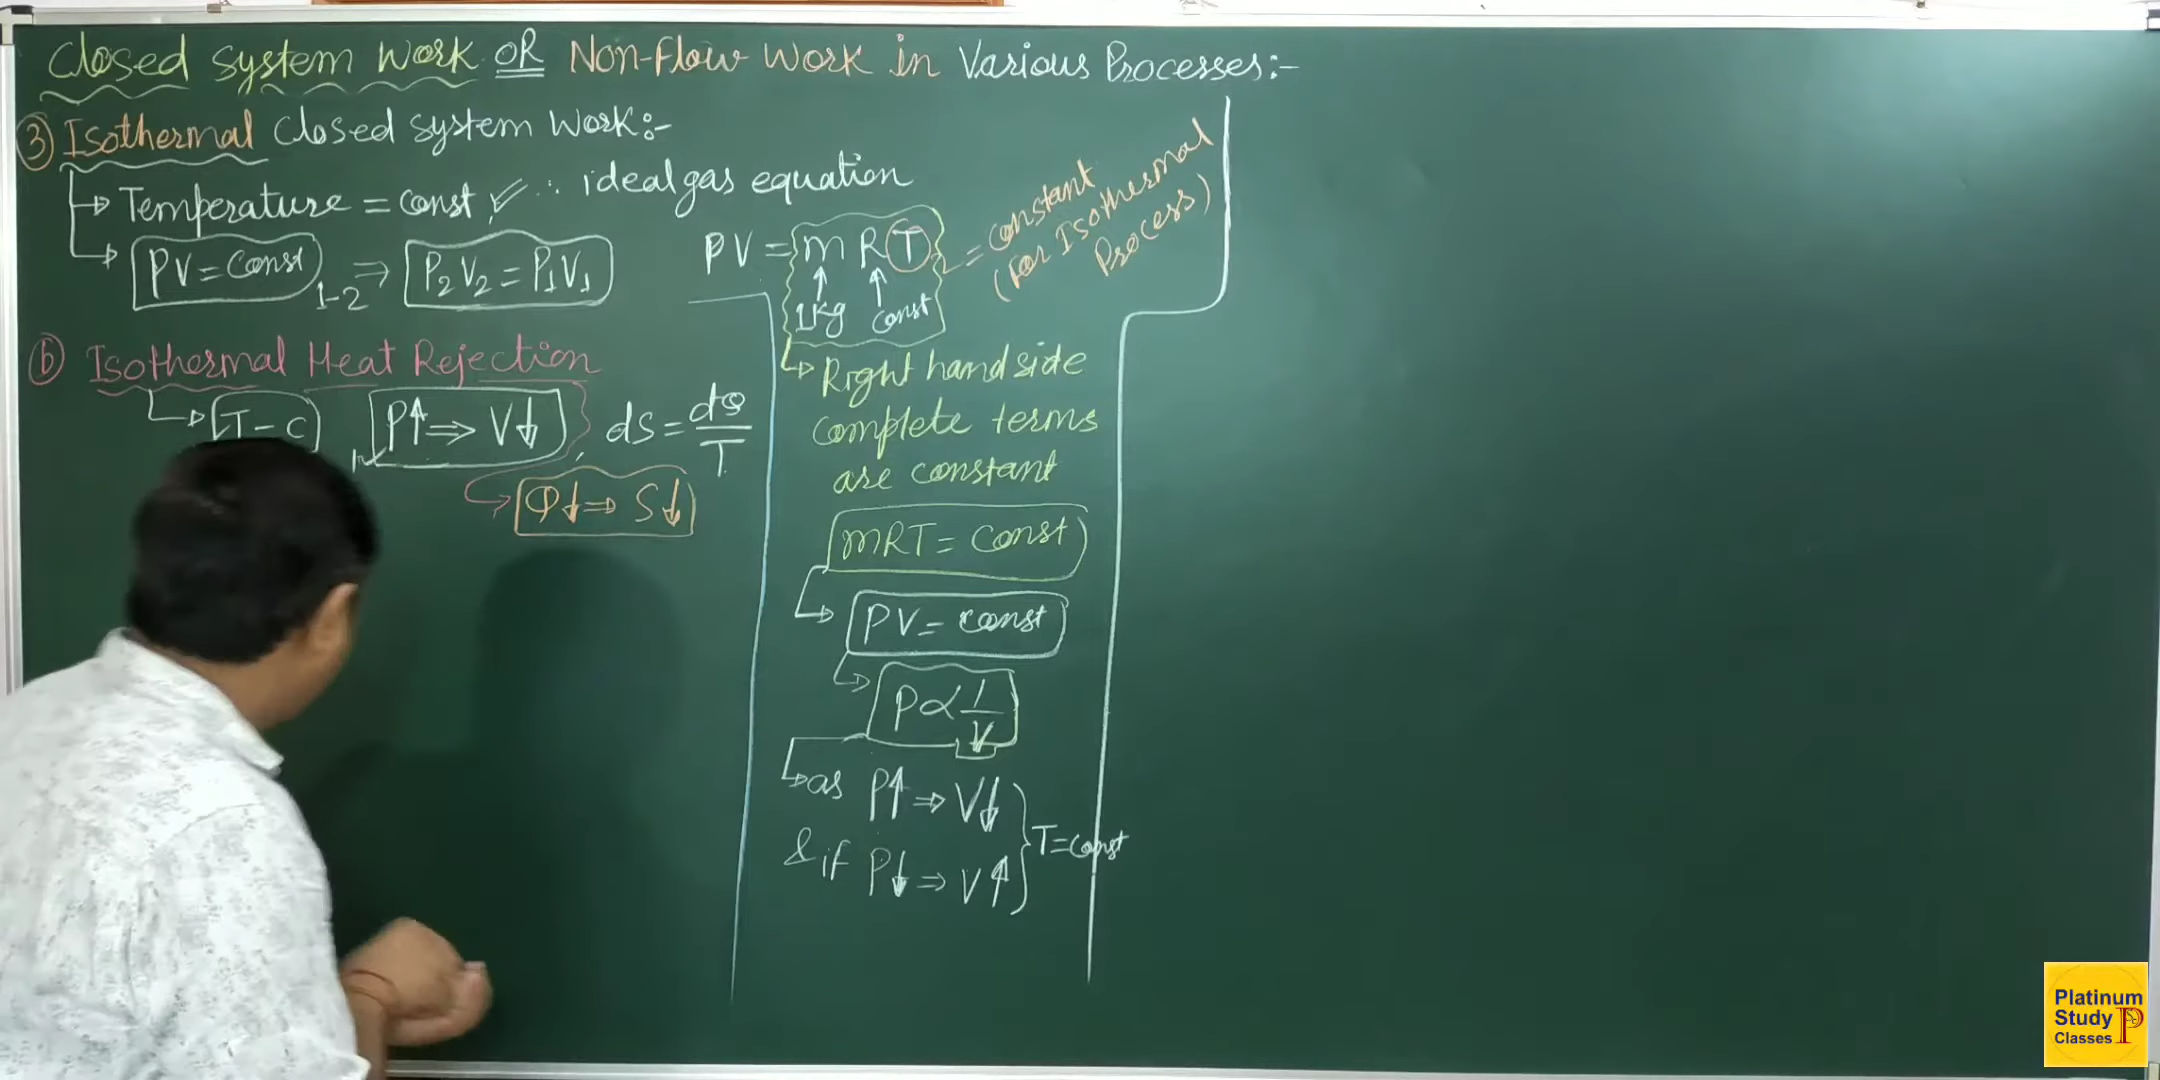 Closed System Work OR Non-Flow Work in Various Processes:-
③ Isothermal Closed System Work:-
→ Temperature = const, ✓ ∴ ideal gas equation
→ PV = Const 1-2 ⇒ P₂V₂ = P₁V₁
PV = m R T = constant
(For Isothermal
Process)
↑ ↑
1Kg const
ⓑ Isothermal Heat Rejection
→ T - C P↑ ⇒ V↓, dS = dQ/T
→ Q↓ ⇒ S↓
→ Right hand side
complete terms
are constant
mRT = Const
→ PV = const
→ P ∝ 1/V
→ as P↑ ⇒ V↓
& if P↓ ⇒ V↑
} T = const
Platinum
Study
Classes P